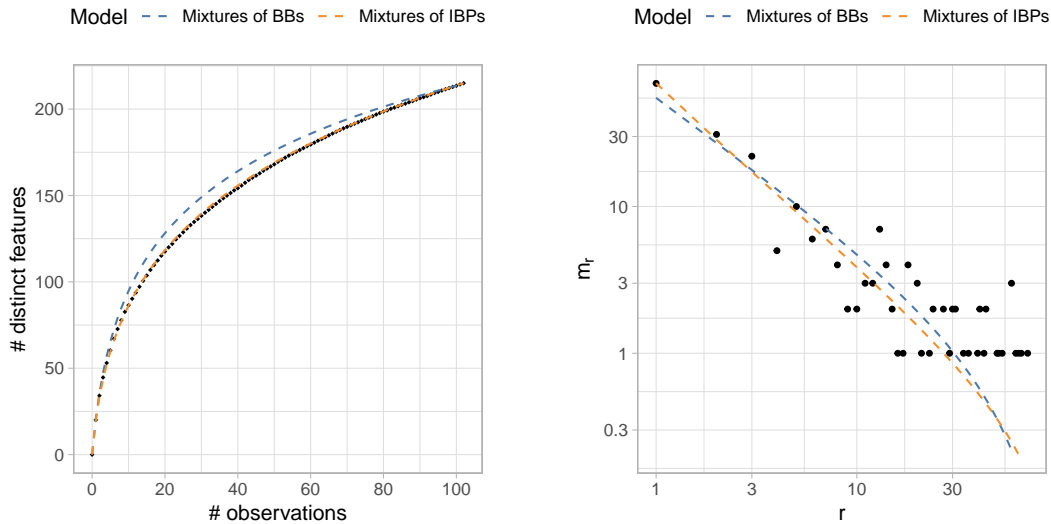 Model Mixtures of BBs Mixtures of IBPs
200
150
100
50
0
# distinct features
0 20 40 60 80 100
# observations
Model Mixtures of BBs Mixtures of IBPs
30
10
3
1
0.3
mᵣ
1 3 10 30
r